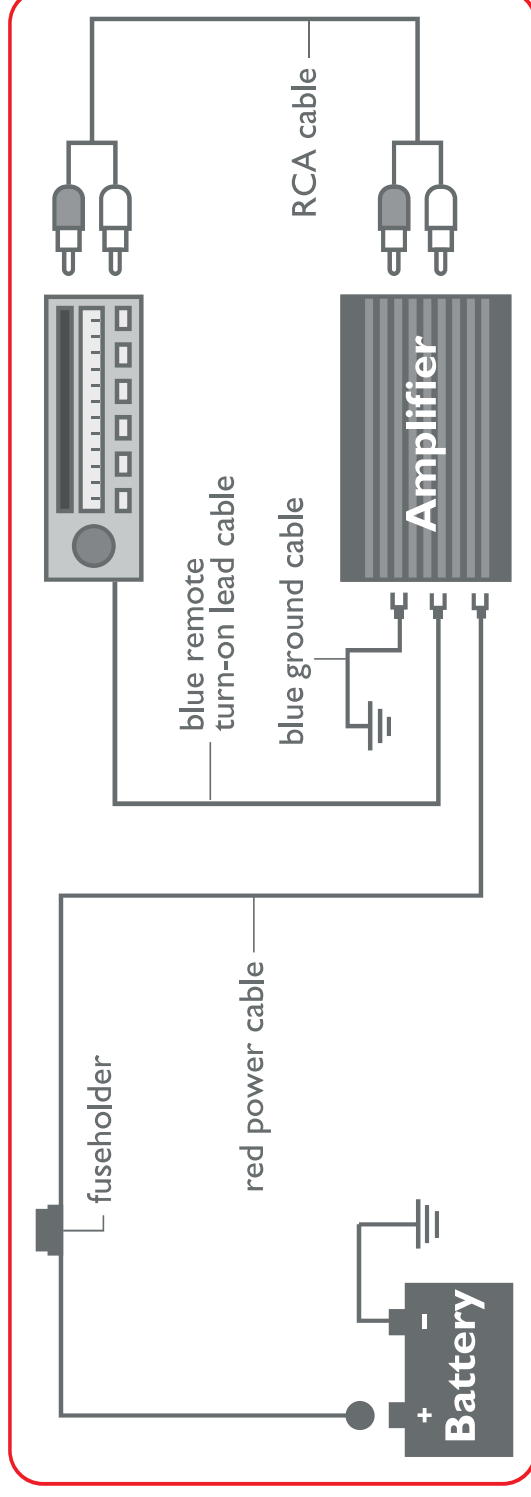 RCA cable
blue remote
turn-on lead cable
blue ground cable
Amplifier
fuseholder
red power cable
+
-
Battery